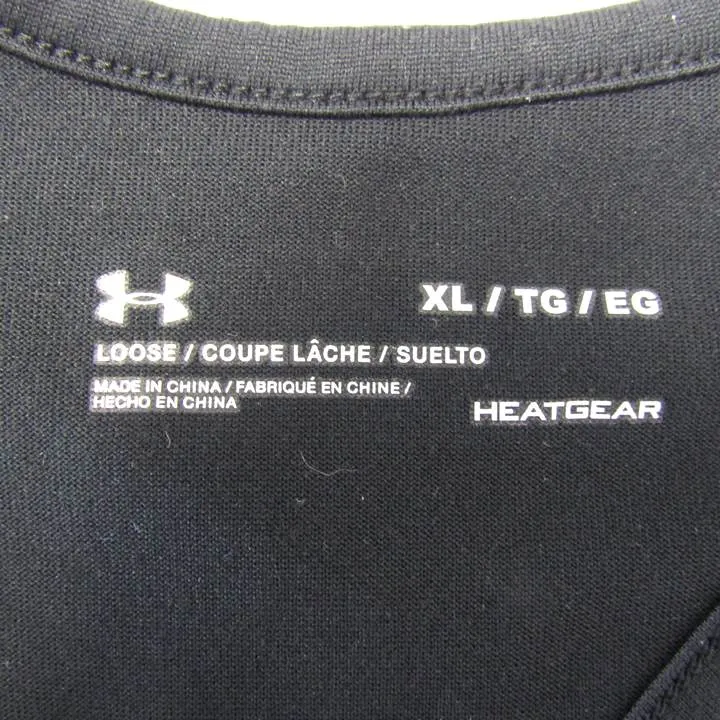 XL / TG / EG
LOOSE / COUPE LÂCHE / SUELTO
MADE IN CHINA / FABRIQUÉ EN CHINE /
HECHO EN CHINA
HEATGEAR